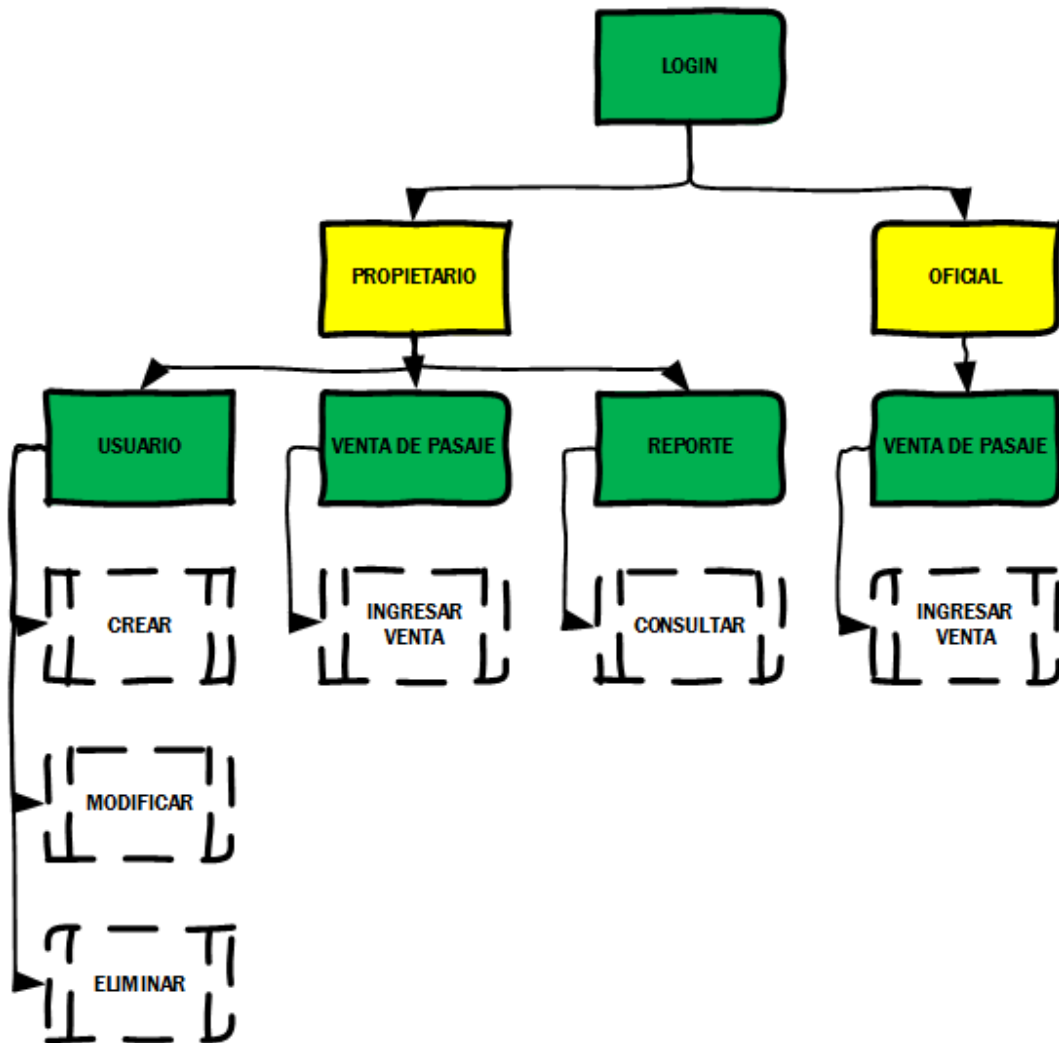 LOGIN
PROPIETARIO
OFICIAL
USUARIO
VENTA DE PASAJE
REPORTE
VENTA DE PASAJE
CREAR
INGRESAR
VENTA
CONSULTAR
INGRESAR
VENTA
MODIFICAR
ELIMINAR